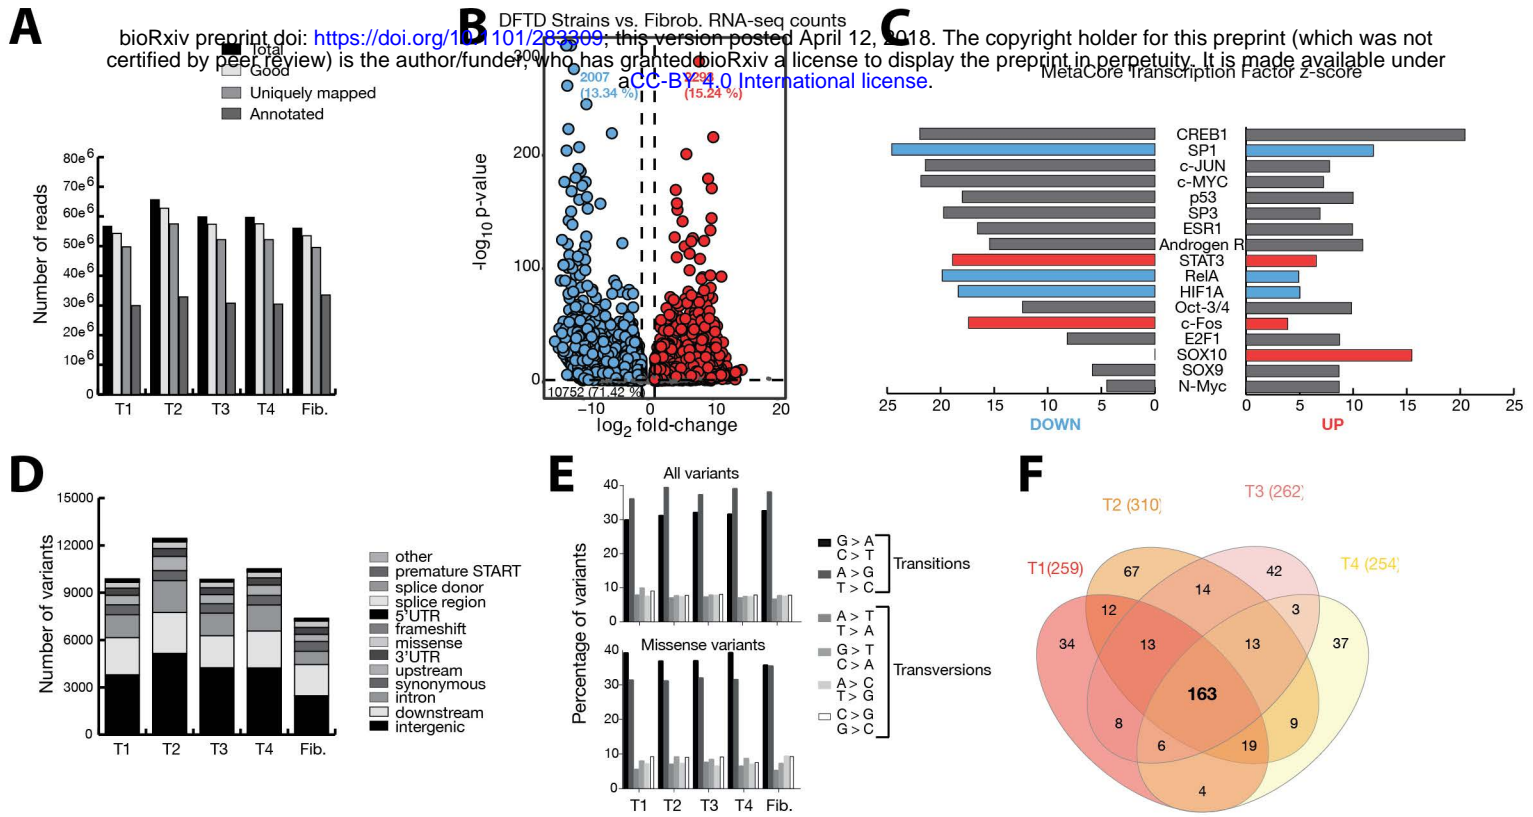 bioRxiv preprint doi: https://doi.org/10.1101/283309; this version posted April 12, 2018. The copyright holder for this preprint (which was not
certified by peer review) is the author/funder, who has granted bioRxiv a license to display the preprint in perpetuity. It is made available under
aCC-BY 4.0 International license.
A
Total
Good
Uniquely mapped
Annotated
Number of reads
80e6
70e6
60e6
50e6
40e6
30e6
20e6
10e6
0
T1 T2 T3 T4 Fib.
B
DFTD Strains vs. Fibrob. RNA-seq counts
2007
(13.34 %)
(15.24 %)
-log10 p-value
300
200
100
0
10752 (71.42 %)
−10 0 10 20
log2 fold-change
C
MetaCore Transcription Factor z-score
CREB1
SP1
c-JUN
c-MYC
p53
SP3
ESR1
Androgen R
STAT3
RelA
HIF1A
Oct-3/4
c-Fos
E2F1
SOX10
SOX9
N-Myc
25 20 15 10 5 0
0 5 10 15 20 25
DOWN
UP
D
Number of variants
15000
12000
9000
6000
3000
0
T1 T2 T3 T4 Fib.
other
premature START
splice donor
splice region
5'UTR
frameshift
missense
3'UTR
upstream
synonymous
intron
downstream
intergenic
E
All variants
40
30
20
10
0
Percentage of variants
Missense variants
40
30
20
10
0
T1 T2 T3 T4 Fib.
G > A
C > T
A > G
T > C
Transitions
A > T
T > A
G > T
C > A
A > C
T > G
C > G
G > C
Transversions
F
T1(259)
T2 (310)
T3 (262)
T4 (254)
67
42
14
12
3
34
13
13
37
163
8
9
6
19
4